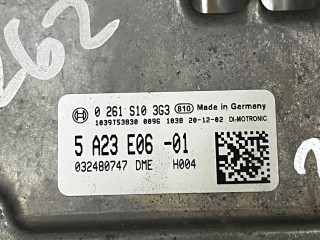 262
0 261 S10 3G3 810 Made in Germany
1039T53830 0096 1038 20-12-02 DI-MOTRONIC
5 A23 E06 -01
032480747 DME H004